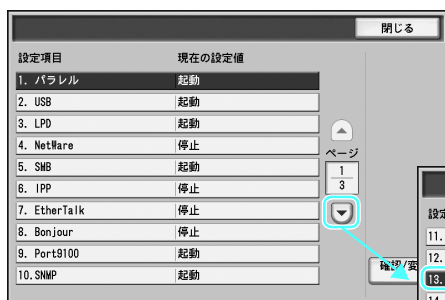 閉じる
設定項目 現在の設定値
1. パラレル 起動
2. USB 起動
3. LPD 起動
4. NetWare 停止
5. SMB 起動
6. IPP 停止
7. EtherTalk 停止
8. Bonjour 停止
9. Port9100 起動
10.SNMP 起動
ページ
1
3
確認/変
設定
11.
12.
13.